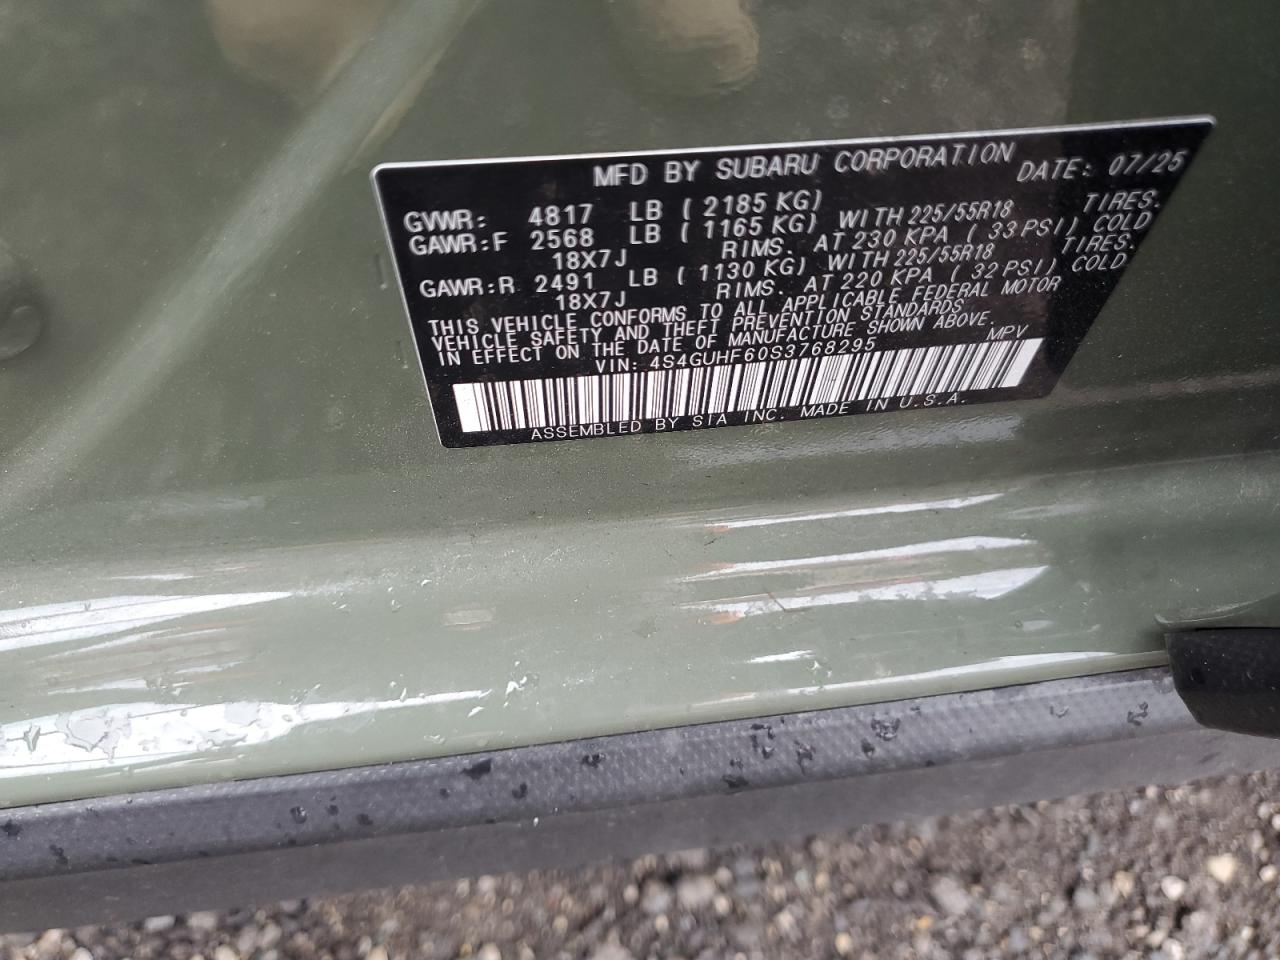 MFD BY SUBARU CORPORATION DATE: 07/25
GVWR: 4817 LB ( 2185 KG)
GAWR:F 2568 LB ( 1165 KG) WITH 225/55R18 TIRES.
18X7J RIMS. AT 230 KPA ( 33 PSI) COLD
GAWR:R 2491 LB ( 1130 KG) WITH 225/55R18 TIRES.
18X7J RIMS. AT 220 KPA ( 32 PSI) COLD
THIS VEHICLE CONFORMS TO ALL APPLICABLE FEDERAL MOTOR
VEHICLE SAFETY AND THEFT PREVENTION STANDARDS
IN EFFECT ON THE DATE OF MANUFACTURE SHOWN ABOVE.
VIN: 4S4GUHF60S3768295 MPV
ASSEMBLED BY SIA INC. MADE IN U.S.A.